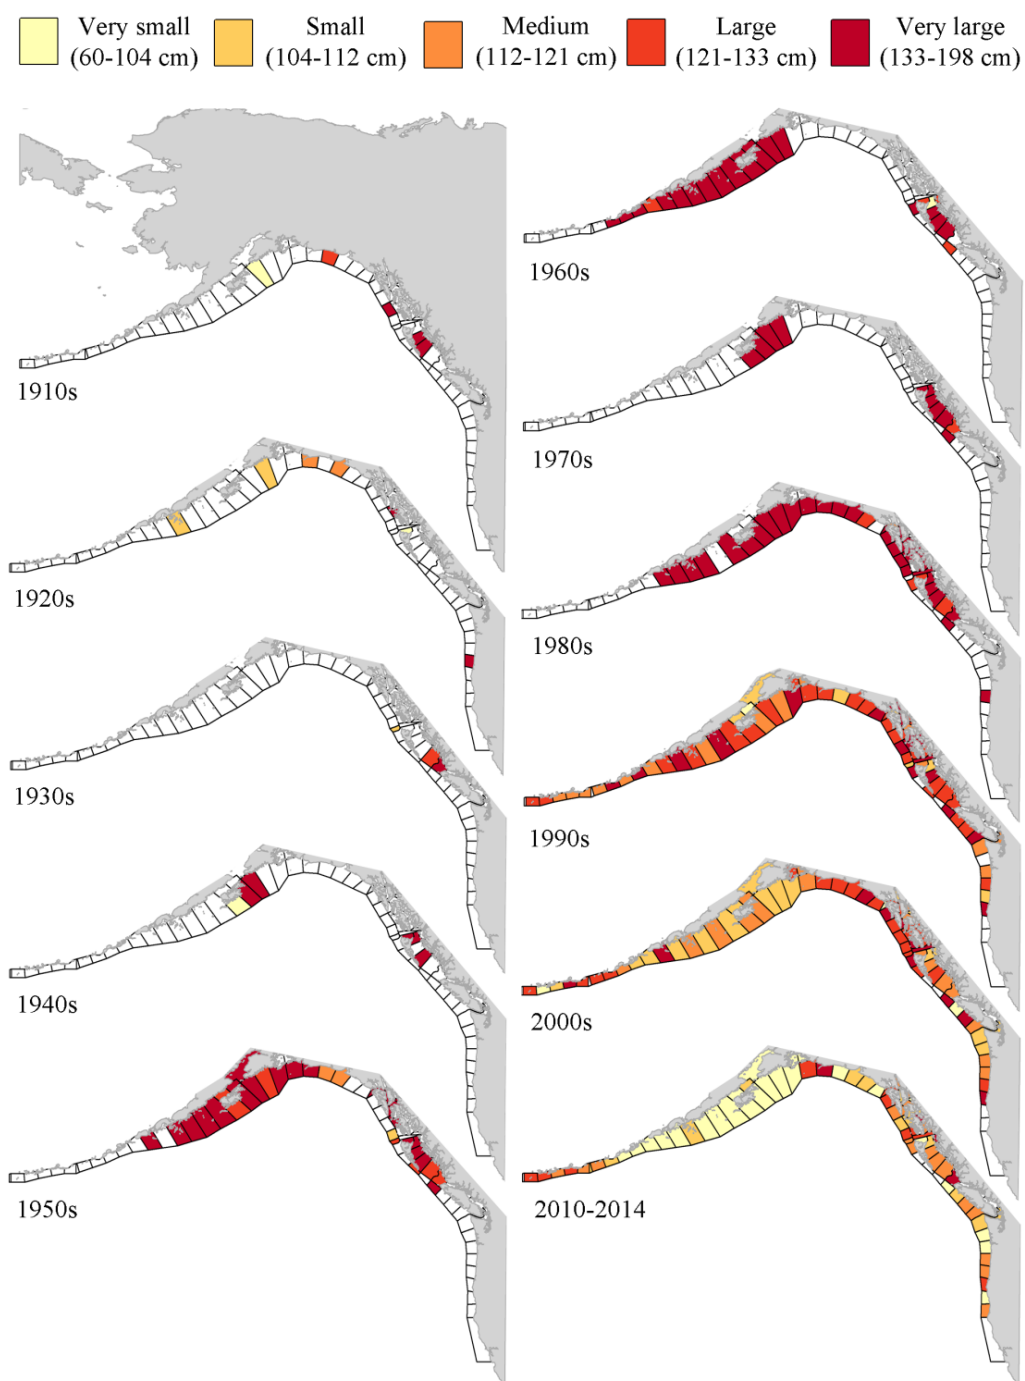 Very small
(60-104 cm)
Small
(104-112 cm)
Medium
(112-121 cm)
Large
(121-133 cm)
Very large
(133-198 cm)
1910s
1920s
1930s
1940s
1950s
1960s
1970s
1980s
1990s
2000s
2010-2014